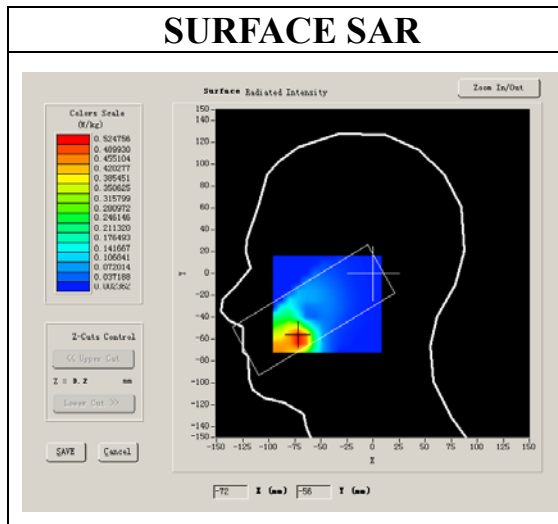 SURFACE SAR
Surface Radiated Intensity
Zoom In/Out
Colors Scale
(W/kg)
0.524756
0.489930
0.455104
0.420277
0.385451
0.350625
0.315799
0.280972
0.246146
0.211320
0.176493
0.141667
0.106841
0.072014
0.037188
0.002362
Z-Cuts Control
<< Upper Cut
Z = 0.2 mm
Lower Cut >>
SAVE Cancel
150
140
120
100
80
60
40
20
0
-20
-40
-60
-80
-100
-120
-140
-150
Y
-150 -125 -100 -75 -50 -25 0 25 50 75 100 125 150
X
-72 X (mm) -56 Y (mm)